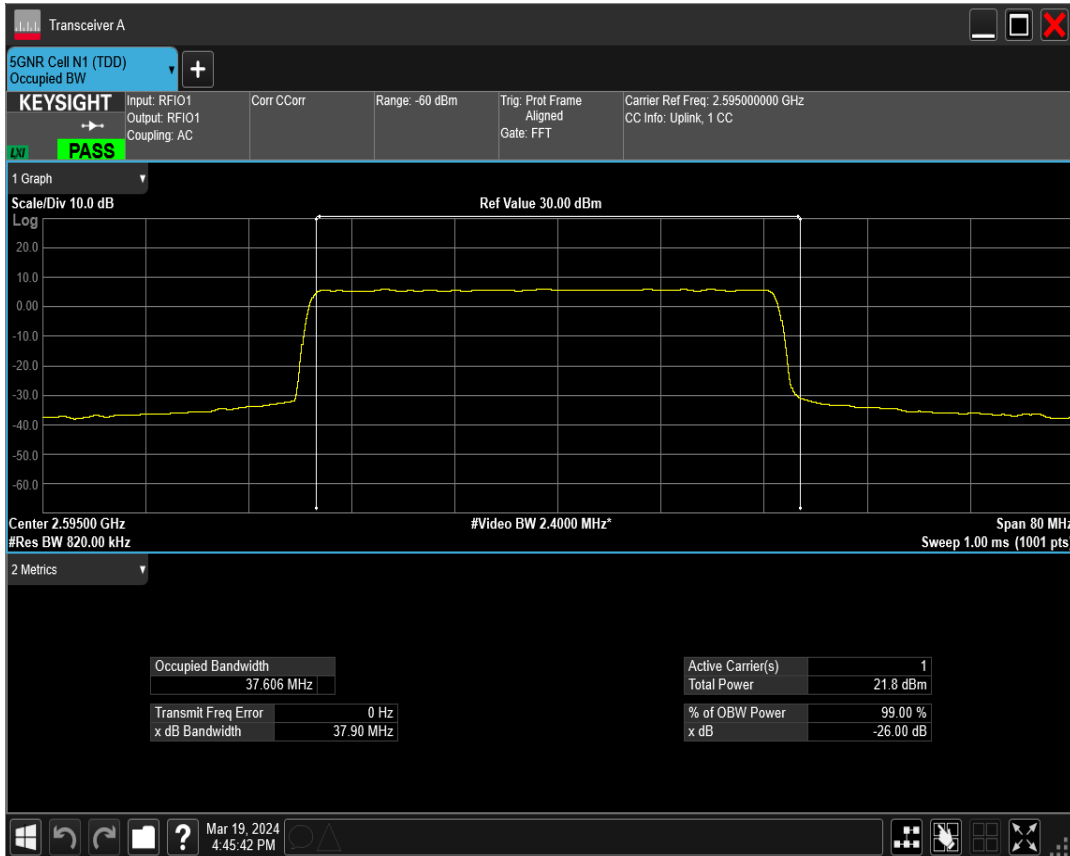 Transceiver A
5GNR Cell N1 (TDD)
Occupied BW
+
KEYSIGHT
LXI
PASS
Input: RFIO1
Output: RFIO1
Coupling: AC
Corr CCorr
Range: -60 dBm
Trig: Prot Frame
Aligned
Gate: FFT
Carrier Ref Freq: 2.595000000 GHz
CC Info: Uplink, 1 CC
1 Graph
Scale/Div 10.0 dB
Ref Value 30.00 dBm
Log
20.0
10.0
0.00
-10.0
-20.0
-30.0
-40.0
-50.0
-60.0
Center 2.59500 GHz
#Video BW 2.4000 MHz*
Span 80 MHz
#Res BW 820.00 kHz
Sweep 1.00 ms (1001 pts)
2 Metrics
Occupied Bandwidth
37.606 MHz
Transmit Freq Error 0 Hz
x dB Bandwidth 37.90 MHz
Active Carrier(s) 1
Total Power 21.8 dBm
% of OBW Power 99.00 %
x dB -26.00 dB
?
Mar 19, 2024
4:45:42 PM